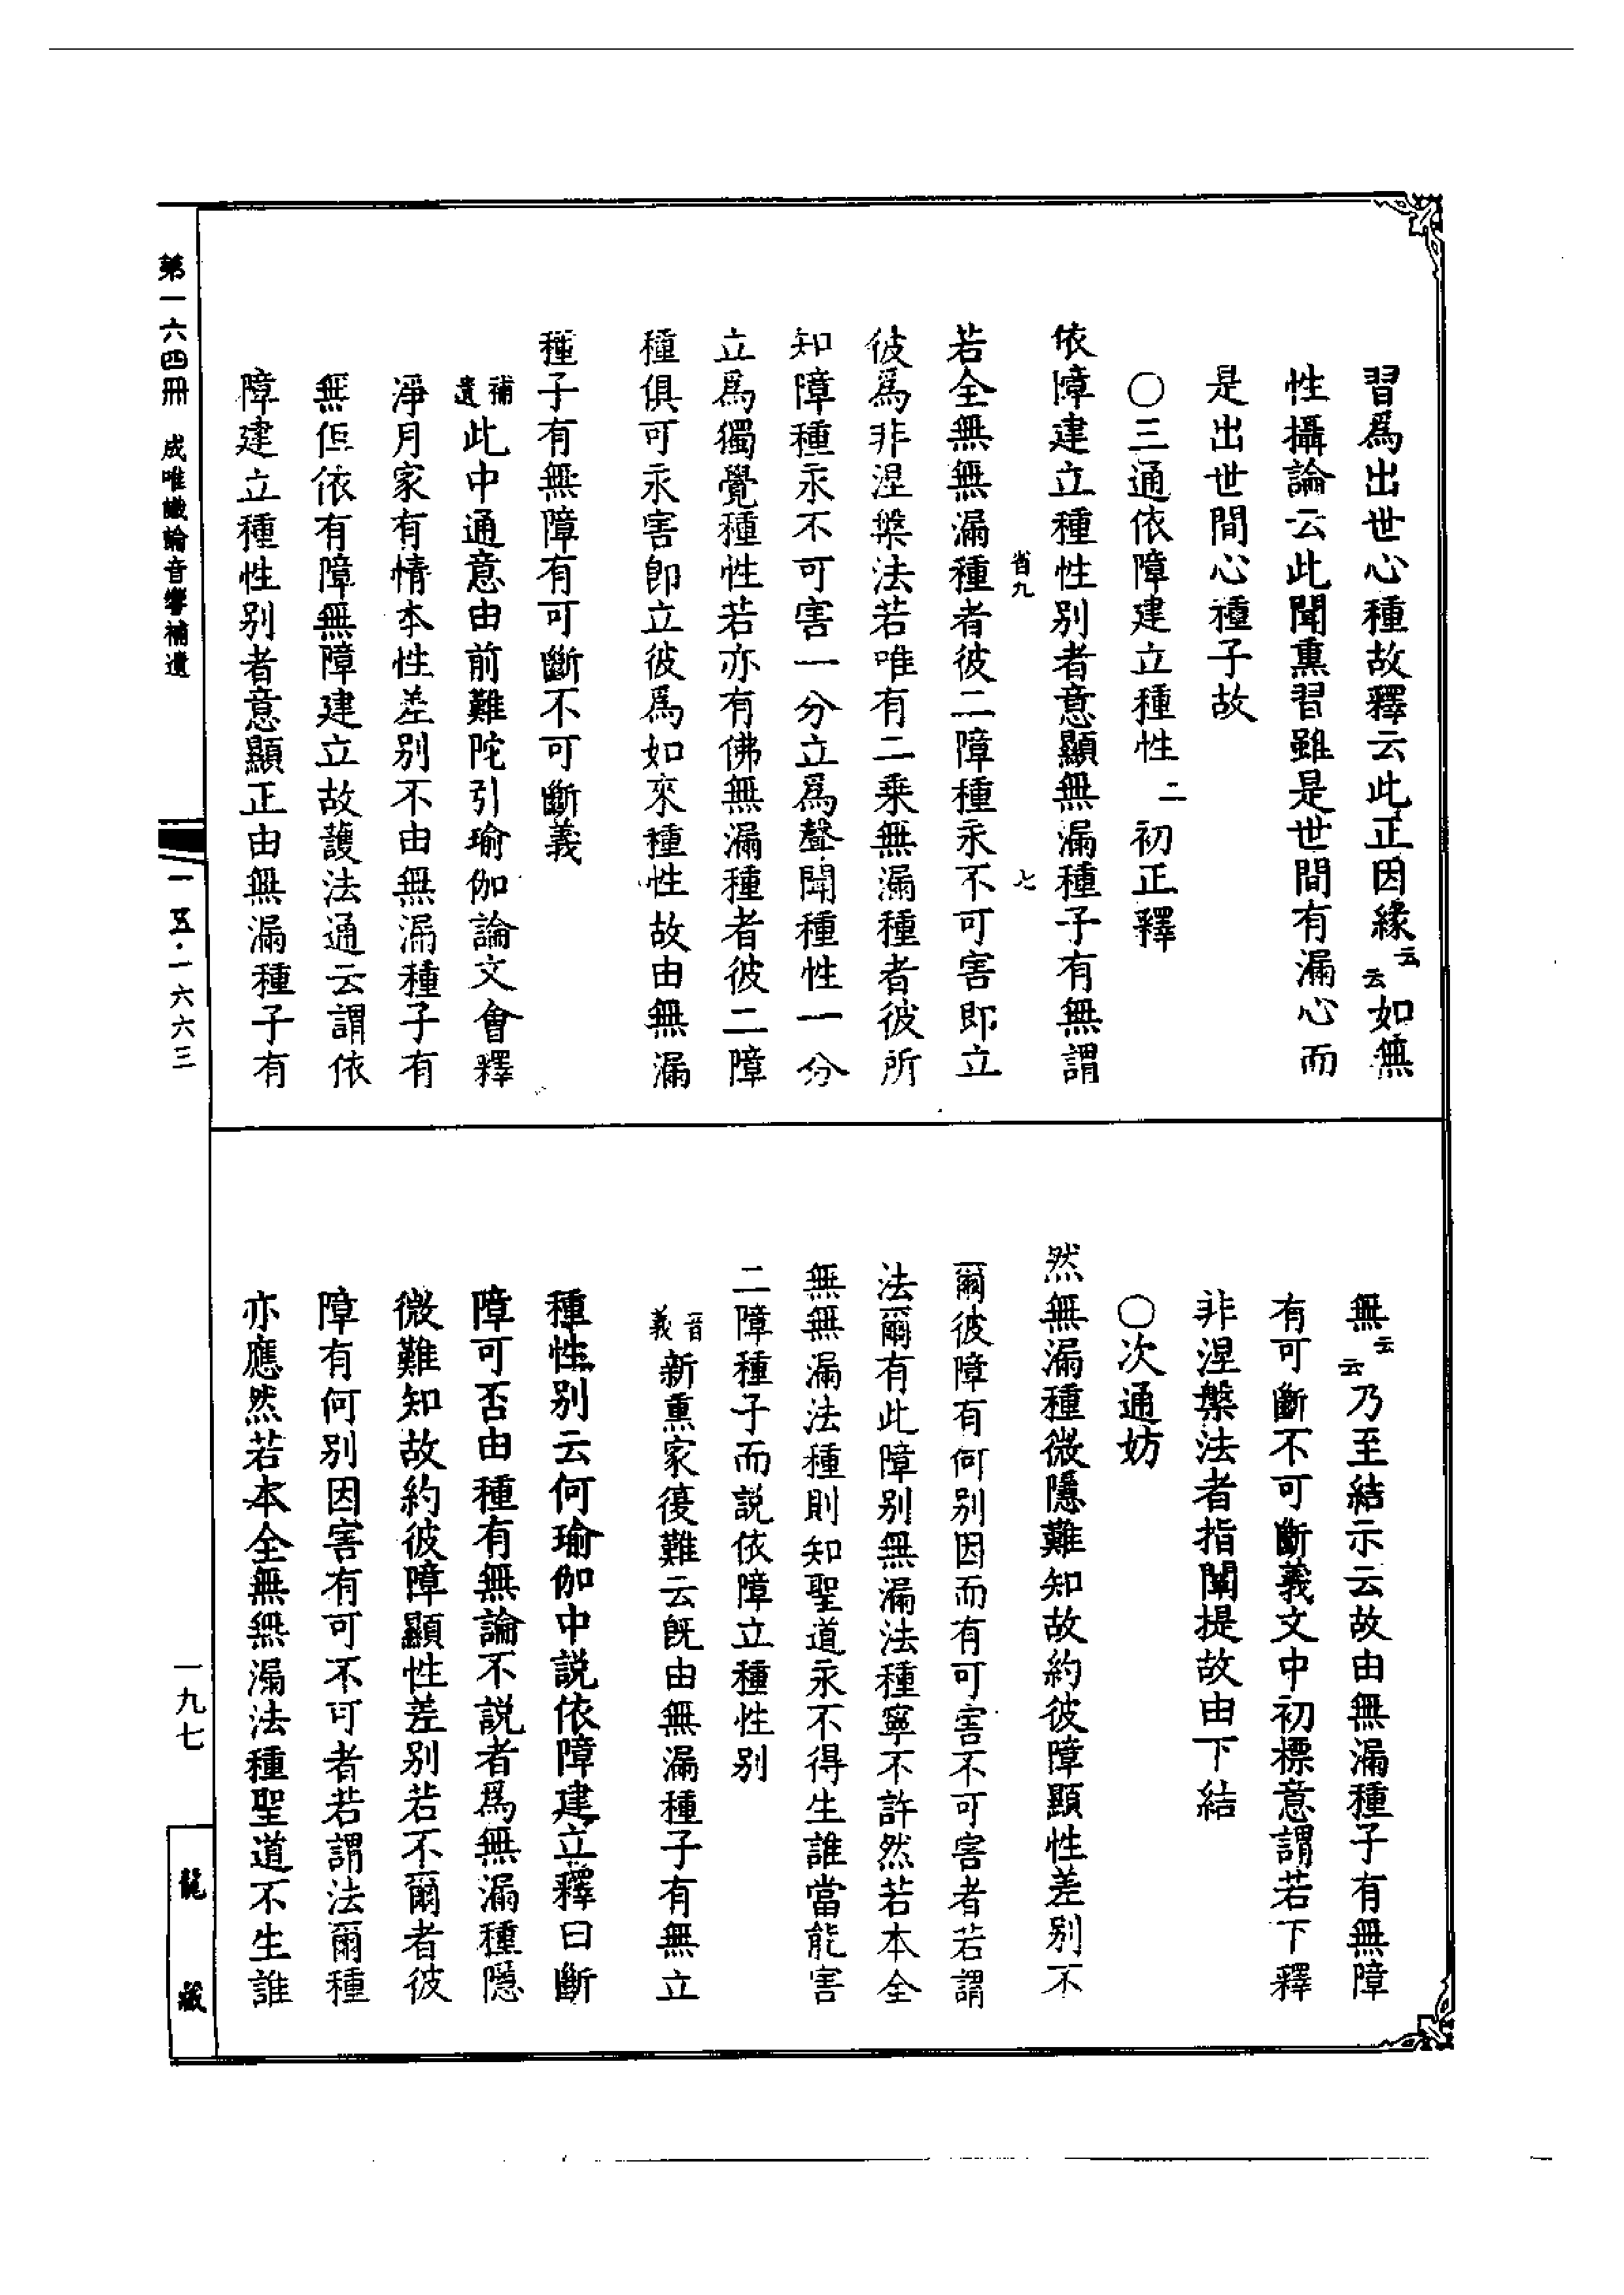 習爲出世心種故釋云此正因緣云云如無
性攝論云此聞熏習雖是世間有漏心而
是出世間心種子故
○三通依障建立種性二初正釋
依障建立種性別者意顯無漏種子有無謂
省九 七
若全無無漏種者彼二障種永不可害即立
彼爲非涅槃法若唯有二乘無漏種者彼所
知障種永不可害一分立爲聲聞種性一分
立爲獨覺種性若亦有佛無漏種者彼二障
種俱可永害即立彼爲如來種性故由無漏
種子有無障有可斷不可斷義
補遺此中通意由前難陀引瑜伽論文會釋
淨月家有情本性差別不由無漏種子有
無但依有障無障建立故護法通云謂依
障建立種性別者意顯正由無漏種子有
無云云乃至結示云故由無漏種子有無障
有可斷不可斷義文中初標意謂若下釋
非涅槃法者指闡提故由下結
○次通妨
然無漏種微隱難知故約彼障顯性差別不
爾彼障有何別因而有可害不可害者若謂
法爾有此障別無漏法種寧不許然若本全
無無漏法種則知聖道永不得生誰當能害
二障種子而說依障立種性別
音義新熏家復難云既由無漏種子有無立
種性別云何瑜伽中說依障建立釋曰斷
障可否由種有無論不說者爲無漏種隱
微難知故約彼障顯性差別若不爾者彼
障有何別因害有可不可者若謂法爾種
亦應然若本全無無漏法種聖道不生誰
第一六四冊 成唯識論音響補遺
一五·一六六三
一九七
龍藏